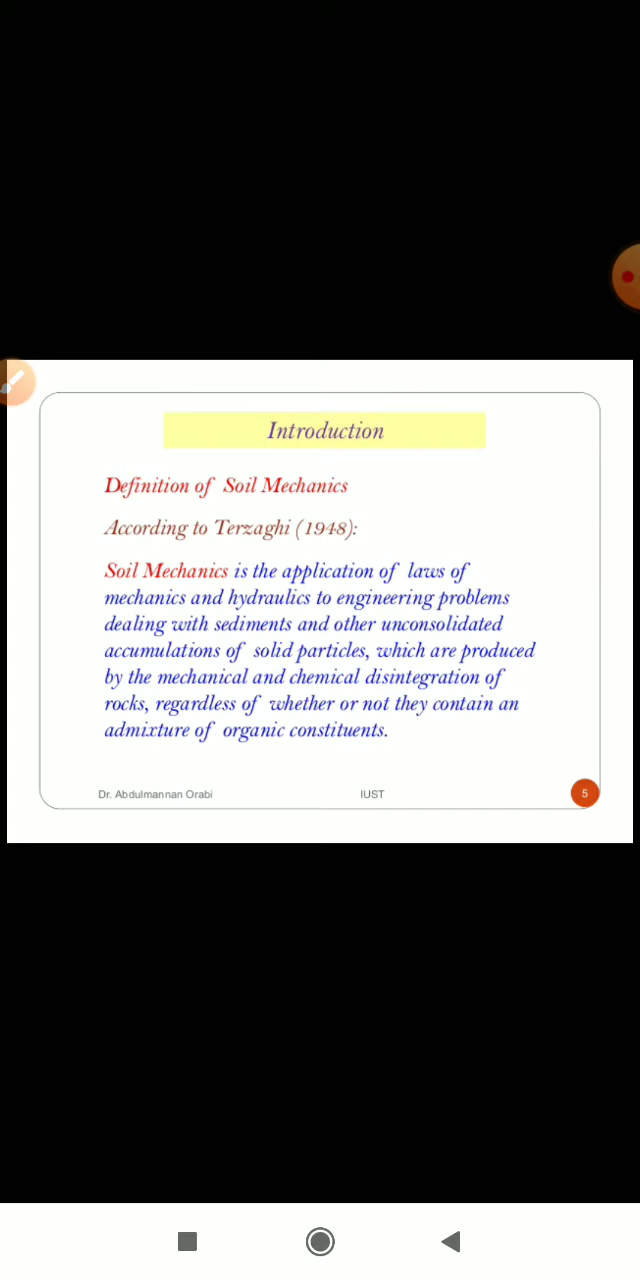 Introduction
Definition of Soil Mechanics
According to Terzaghi (1948):
Soil Mechanics is the application of laws of
mechanics and hydraulics to engineering problems
dealing with sediments and other unconsolidated
accumulations of solid particles, which are produced
by the mechanical and chemical disintegration of
rocks, regardless of whether or not they contain an
admixture of organic constituents.
Dr. Abdulmannan Orabi IUST 5